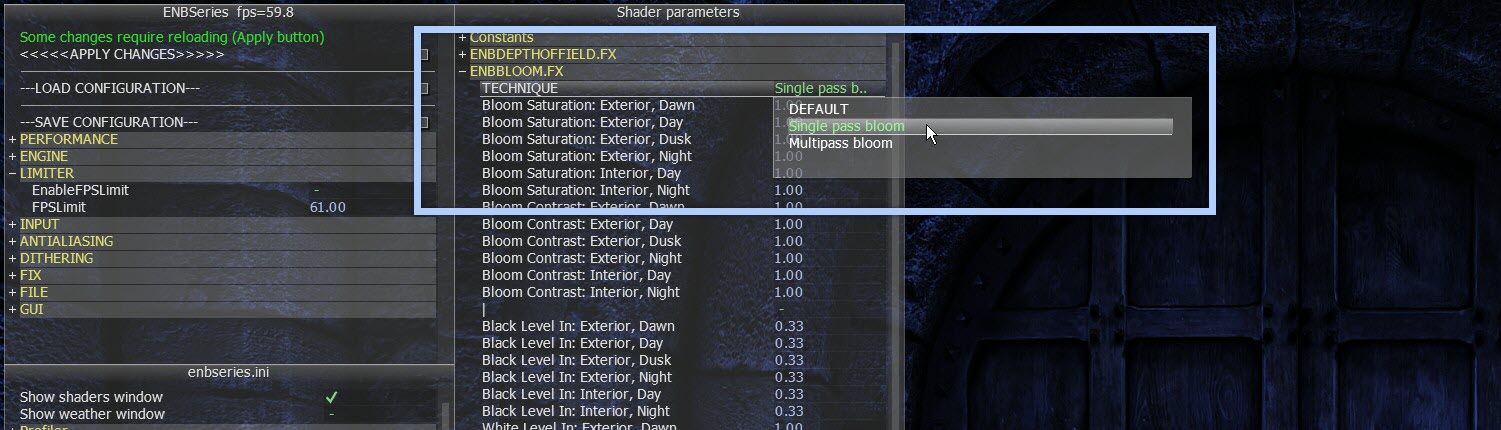 ENBSeries fps=59.8
Some changes require reloading (Apply button)
<<<<<APPLY CHANGES>>>>>
---LOAD CONFIGURATION---
---SAVE CONFIGURATION---
+ PERFORMANCE
+ ENGINE
− LIMITER
EnableFPSLimit -
FPSLimit 61.00
+ INPUT
+ ANTIALIASING
+ DITHERING
+ FIX
+ FILE
+ GUI
enbseries.ini
Show shaders window ✓
Show weather window -
Profiler
Shader parameters
+ Constants
+ ENBDEPTHOFFIELD.FX
− ENBBLOOM.FX
TECHNIQUE Single pass b..
Bloom Saturation: Exterior, Dawn 1.00
Bloom Saturation: Exterior, Day
Bloom Saturation: Exterior, Dusk
Bloom Saturation: Exterior, Night 1.00
Bloom Saturation: Interior, Day 1.00
Bloom Saturation: Interior, Night 1.00
Bloom Contrast: Exterior, Dawn 1.00
Bloom Contrast: Exterior, Day 1.00
Bloom Contrast: Exterior, Dusk 1.00
Bloom Contrast: Exterior, Night 1.00
Bloom Contrast: Interior, Day 1.00
Bloom Contrast: Interior, Night 1.00
| -
Black Level In: Exterior, Dawn 0.33
Black Level In: Exterior, Day 0.33
Black Level In: Exterior, Dusk 0.33
Black Level In: Exterior, Night 0.33
Black Level In: Interior, Day 0.33
Black Level In: Interior, Night 0.33
White Level In: Exterior, Dawn 1.00
DEFAULT
Single pass bloom
Multipass bloom